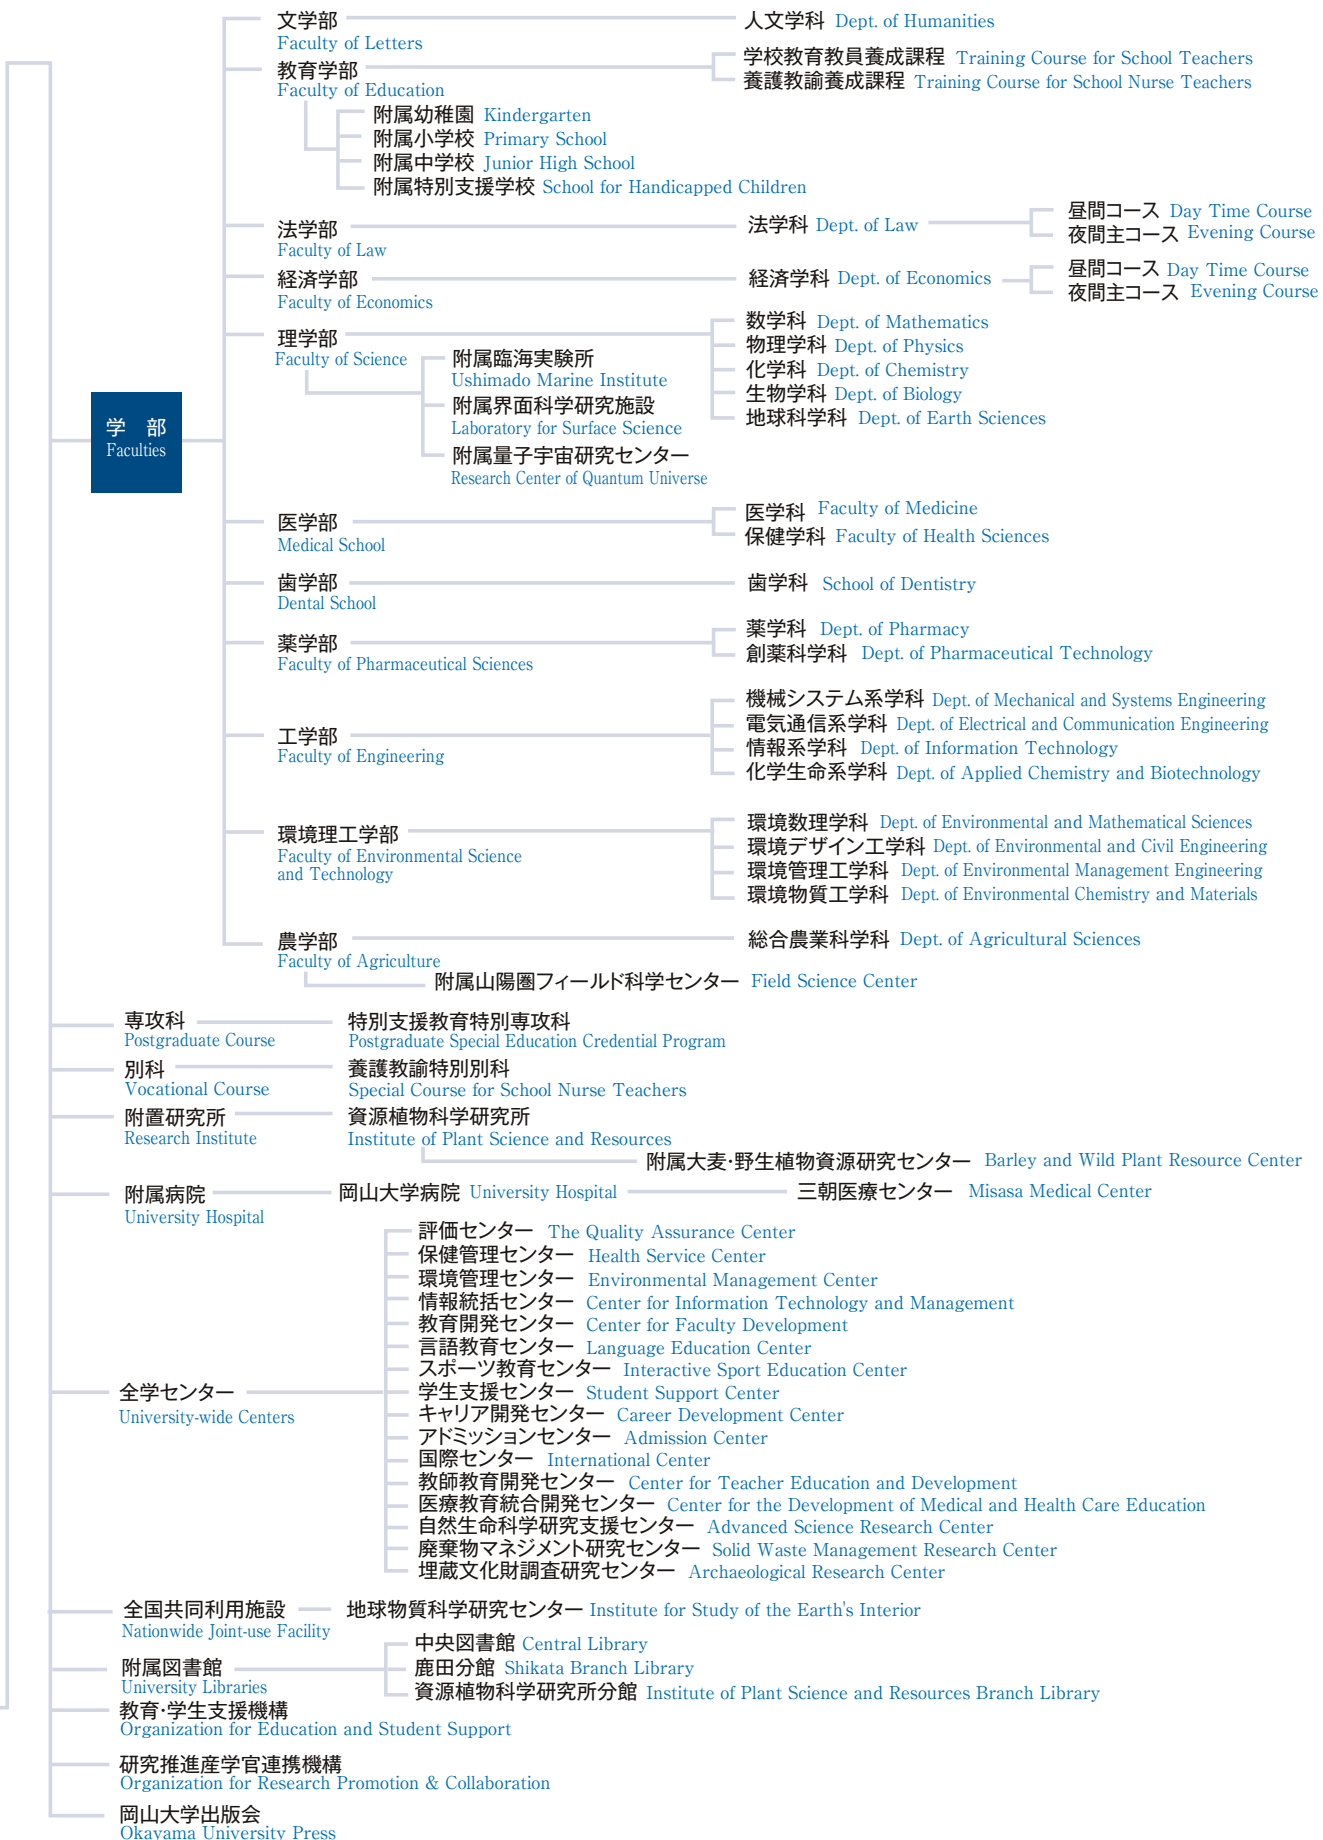 文学部
Faculty of Letters
人文学科 Dept. of Humanities
教育学部
Faculty of Education
学校教育教員養成課程 Training Course for School Teachers
養護教諭養成課程 Training Course for School Nurse Teachers
附属幼稚園 Kindergarten
附属小学校 Primary School
附属中学校 Junior High School
附属特別支援学校 School for Handicapped Children
法学部
Faculty of Law
法学科 Dept. of Law
昼間コース Day Time Course
夜間主コース Evening Course
経済学部
Faculty of Economics
経済学科 Dept. of Economics
昼間コース Day Time Course
夜間主コース Evening Course
理学部
Faculty of Science
数学科 Dept. of Mathematics
物理学科 Dept. of Physics
化学科 Dept. of Chemistry
生物学科 Dept. of Biology
地球科学科 Dept. of Earth Sciences
附属臨海実験所
Ushimado Marine Institute
附属界面科学研究施設
Laboratory for Surface Science
附属量子宇宙研究センター
Research Center of Quantum Universe
学 部
Faculties
医学部
Medical School
医学科 Faculty of Medicine
保健学科 Faculty of Health Sciences
歯学部
Dental School
歯学科 School of Dentistry
薬学部
Faculty of Pharmaceutical Sciences
薬学科 Dept. of Pharmacy
創薬科学科 Dept. of Pharmaceutical Technology
工学部
Faculty of Engineering
機械システム系学科 Dept. of Mechanical and Systems Engineering
電気通信系学科 Dept. of Electrical and Communication Engineering
情報系学科 Dept. of Information Technology
化学生命系学科 Dept. of Applied Chemistry and Biotechnology
環境理工学部
Faculty of Environmental Science
and Technology
環境数理学科 Dept. of Environmental and Mathematical Sciences
環境デザイン工学科 Dept. of Environmental and Civil Engineering
環境管理工学科 Dept. of Environmental Management Engineering
環境物質工学科 Dept. of Environmental Chemistry and Materials
農学部
Faculty of Agriculture
総合農業科学科 Dept. of Agricultural Sciences
附属山陽圏フィールド科学センター Field Science Center
専攻科
Postgraduate Course
特別支援教育特別専攻科
Postgraduate Special Education Credential Program
別科
Vocational Course
養護教諭特別別科
Special Course for School Nurse Teachers
附置研究所
Research Institute
資源植物科学研究所
Institute of Plant Science and Resources
附属大麦・野生植物資源研究センター Barley and Wild Plant Resource Center
附属病院
University Hospital
岡山大学病院 University Hospital
三朝医療センター Misasa Medical Center
全学センター
University-wide Centers
評価センター The Quality Assurance Center
保健管理センター Health Service Center
環境管理センター Environmental Management Center
情報統括センター Center for Information Technology and Management
教育開発センター Center for Faculty Development
言語教育センター Language Education Center
スポーツ教育センター Interactive Sport Education Center
学生支援センター Student Support Center
キャリア開発センター Career Development Center
アドミッションセンター Admission Center
国際センター International Center
教師教育開発センター Center for Teacher Education and Development
医療教育統合開発センター Center for the Development of Medical and Health Care Education
自然生命科学研究支援センター Advanced Science Research Center
廃棄物マネジメント研究センター Solid Waste Management Research Center
埋蔵文化財調査研究センター Archaeological Research Center
全国共同利用施設
Nationwide Joint-use Facility
地球物質科学研究センター Institute for Study of the Earth's Interior
附属図書館
University Libraries
中央図書館 Central Library
鹿田分館 Shikata Branch Library
資源植物科学研究所分館 Institute of Plant Science and Resources Branch Library
教育・学生支援機構
Organization for Education and Student Support
研究推進産学官連携機構
Organization for Research Promotion & Collaboration
岡山大学出版会
Okayama University Press